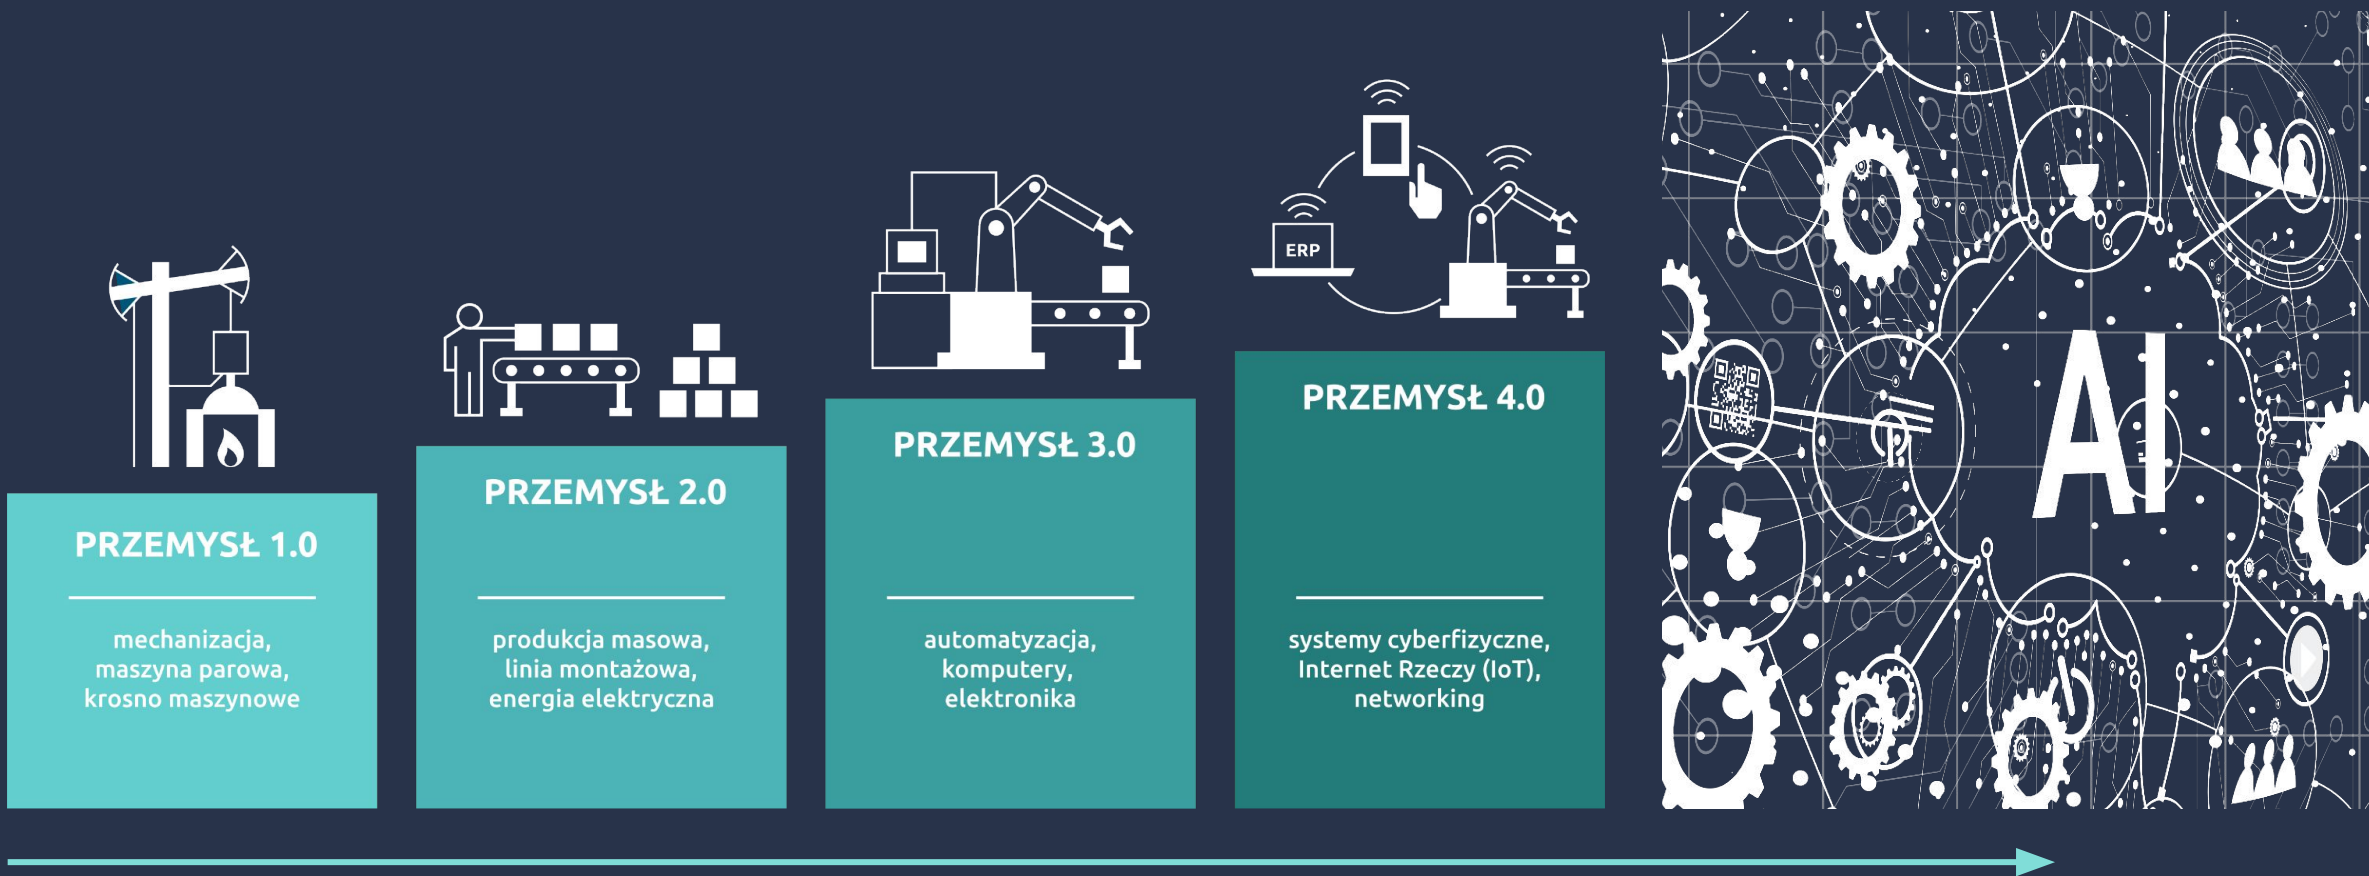 PRZEMYSŁ 1.0
mechanizacja,
maszyna parowa,
krosno maszynowe
PRZEMYSŁ 2.0
produkcja masowa,
linia montażowa,
energia elektryczna
PRZEMYSŁ 3.0
automatyzacja,
komputery,
elektronika
ERP
PRZEMYSŁ 4.0
systemy cyberfizyczne,
Internet Rzeczy (IoT),
networking
AI